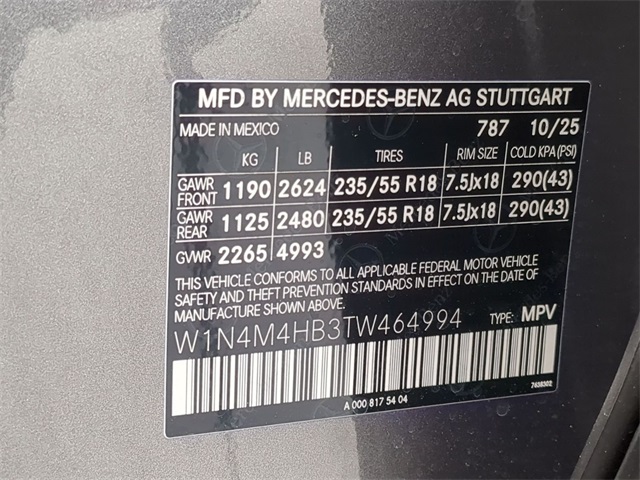 MFD BY MERCEDES-BENZ AG STUTTGART
MADE IN MEXICO 787 10/25
KG LB TIRES RIM SIZE COLD KPA(PSI)
GAWR FRONT 1190 2624 235/55 R18 7.5Jx18 290(43)
GAWR REAR 1125 2480 235/55 R18 7.5Jx18 290(43)
GWR 2265 4993
THIS VEHICLE CONFORMS TO ALL APPLICABLE FEDERAL MOTOR VEHICLE
AND THEFT PREVENTION STANDARDS IN EFFECT ON THE DATE OF
MANUFACTURE SHOWN ABOVE.
W1N4M4HB3TW464994 TYPE: MPV
7638302
A 000 817 54 04